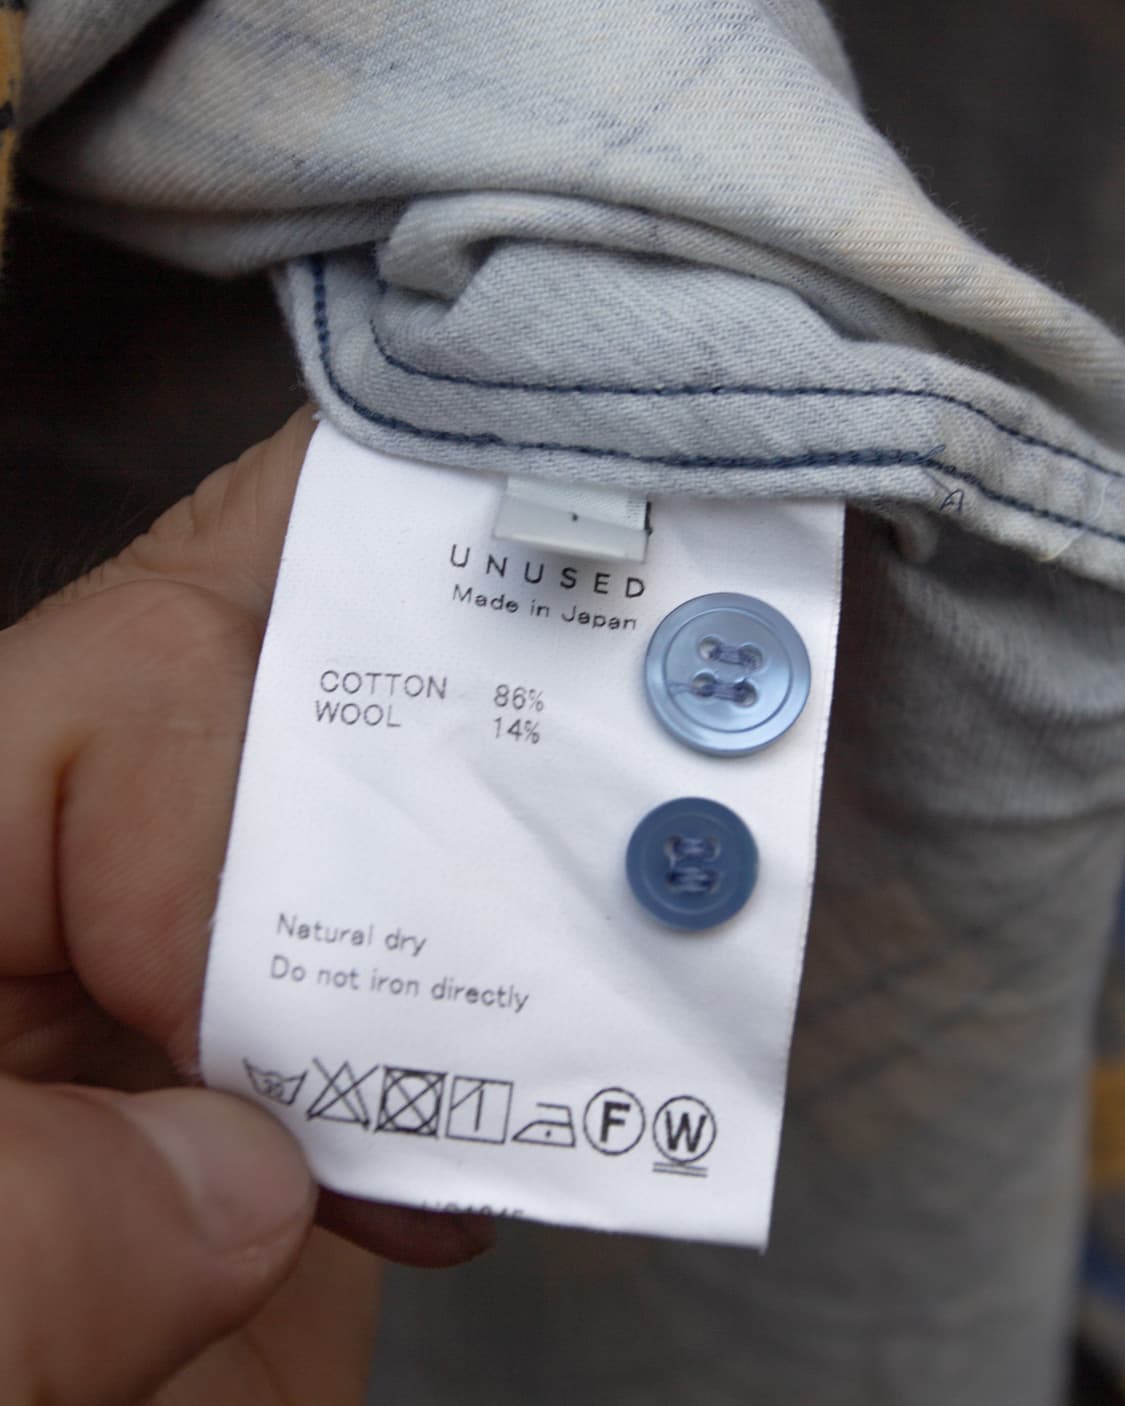 UNUSED
Made in Japan
COTTON 86%
WOOL 14%
Natural dry
Do not iron directly
F W